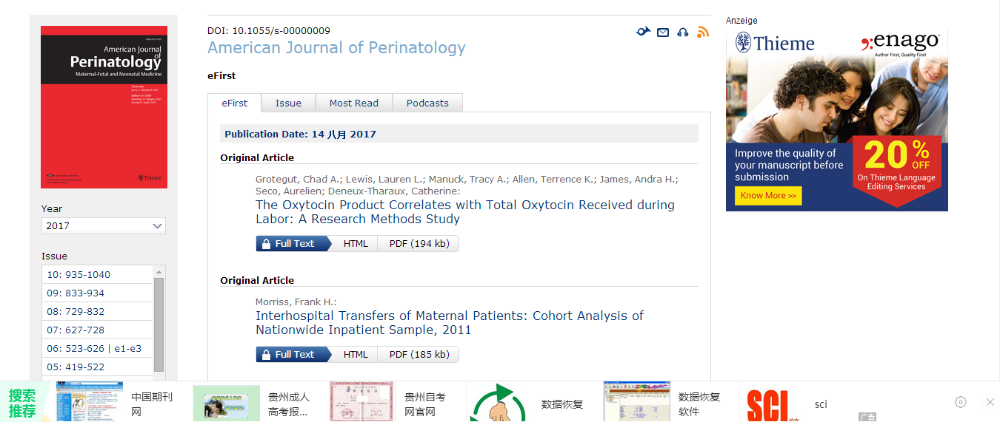 American Journal
of
Perinatology
Maternal-Fetal and Neonatal Medicine
Thieme
Year
2017
Issue
10: 935-1040
09: 833-934
08: 729-832
07: 627-728
06: 523-626 | e1-e3
05: 419-522
DOI: 10.1055/s-00000009
American Journal of Perinatology
eFirst
eFirst
Issue
Most Read
Podcasts
Publication Date: 14 八月 2017
Original Article
Grotegut, Chad A.; Lewis, Lauren L.; Manuck, Tracy A.; Allen, Terrence K.; James, Andra H.;
Seco, Aurelien; Deneux-Tharaux, Catherine:
The Oxytocin Product Correlates with Total Oxytocin Received during
Labor: A Research Methods Study
Full Text
HTML
PDF (194 kb)
Original Article
Morriss, Frank H.:
Interhospital Transfers of Maternal Patients: Cohort Analysis of
Nationwide Inpatient Sample, 2011
Full Text
HTML
PDF (185 kb)
Anzeige
Thieme
enago™
Author First, Quality First
Improve the quality of
your manuscript before
submission
Know More >>
20%
OFF
On Thieme Language
Editing Services
搜索
推荐
中国期刊
网
贵州成人
高考报...
贵州自考
网官网
数据恢复
数据恢复
软件
SCI
sci
广告